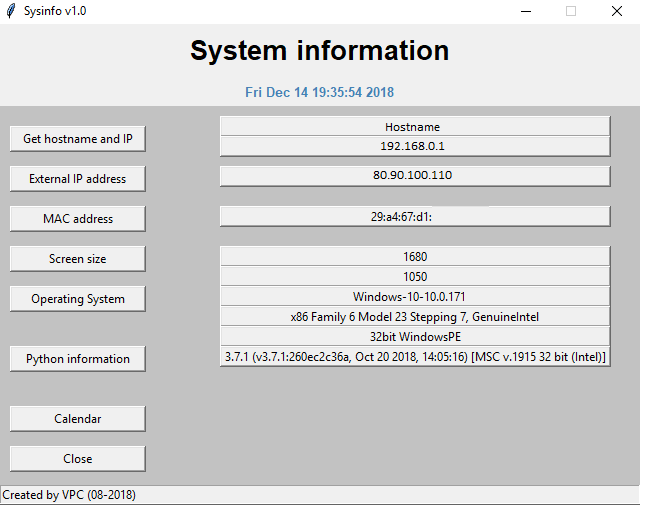 Sysinfo v1.0
System information
Fri Dec 14 19:35:54 2018
Get hostname and IP
Hostname
192.168.0.1
External IP address
80.90.100.110
MAC address
29:a4:67:d1:
Screen size
1680
1050
Operating System
Windows-10-10.0.171
x86 Family 6 Model 23 Stepping 7, GenuineIntel
32bit WindowsPE
Python information
3.7.1 (v3.7.1:260ec2c36a, Oct 20 2018, 14:05:16) [MSC v.1915 32 bit (Intel)]
Calendar
Close
Created by VPC (08-2018)